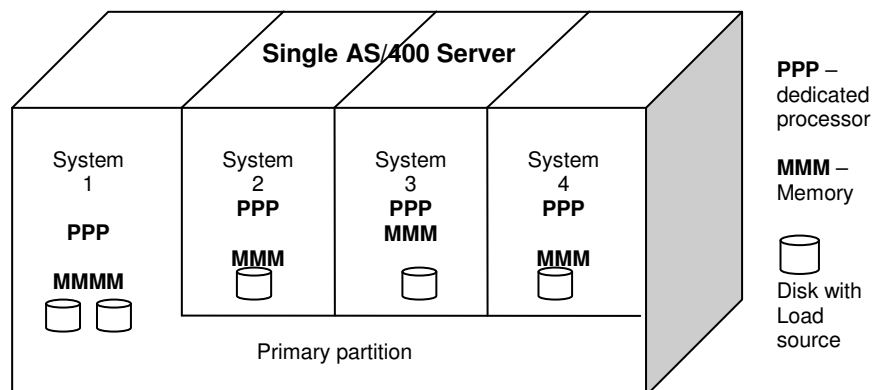 Single AS/400 Server
System
1
PPP
MMMM
System
2
PPP
MMM
System
3
PPP
MMM
System
4
PPP
MMM
Primary partition
PPP –
dedicated
processor
MMM –
Memory
Disk with
Load
source